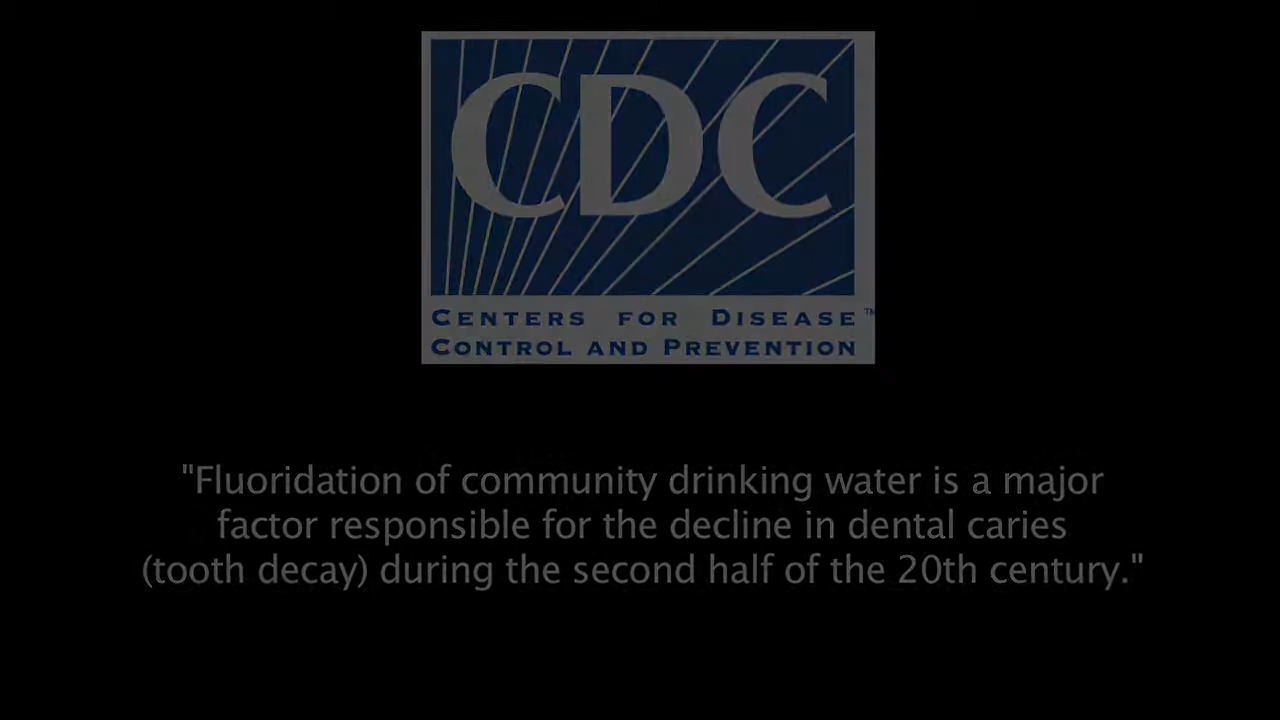 CDC
CENTERS FOR DISEASE™
CONTROL AND PREVENTION
"Fluoridation of community drinking water is a major
factor responsible for the decline in dental caries
(tooth decay) during the second half of the 20th century."